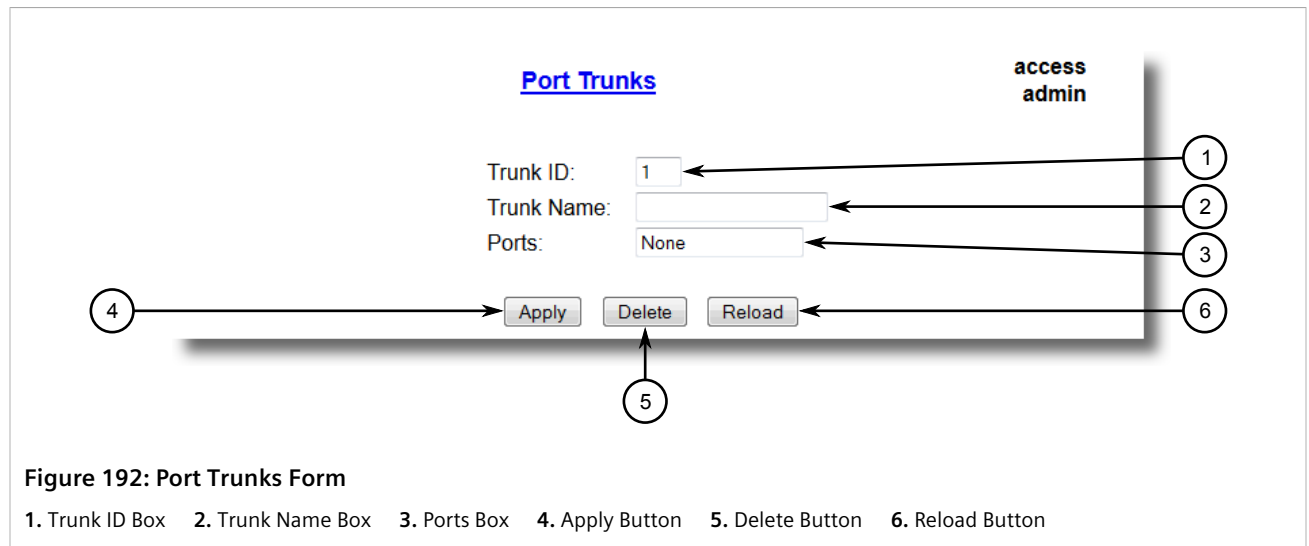 Port Trunks
access
admin
Trunk ID: 1
1
Trunk Name:
2
Ports: None
3
4
Apply Delete Reload
6
5
Figure 192: Port Trunks Form
1. Trunk ID Box 2. Trunk Name Box 3. Ports Box 4. Apply Button 5. Delete Button 6. Reload Button